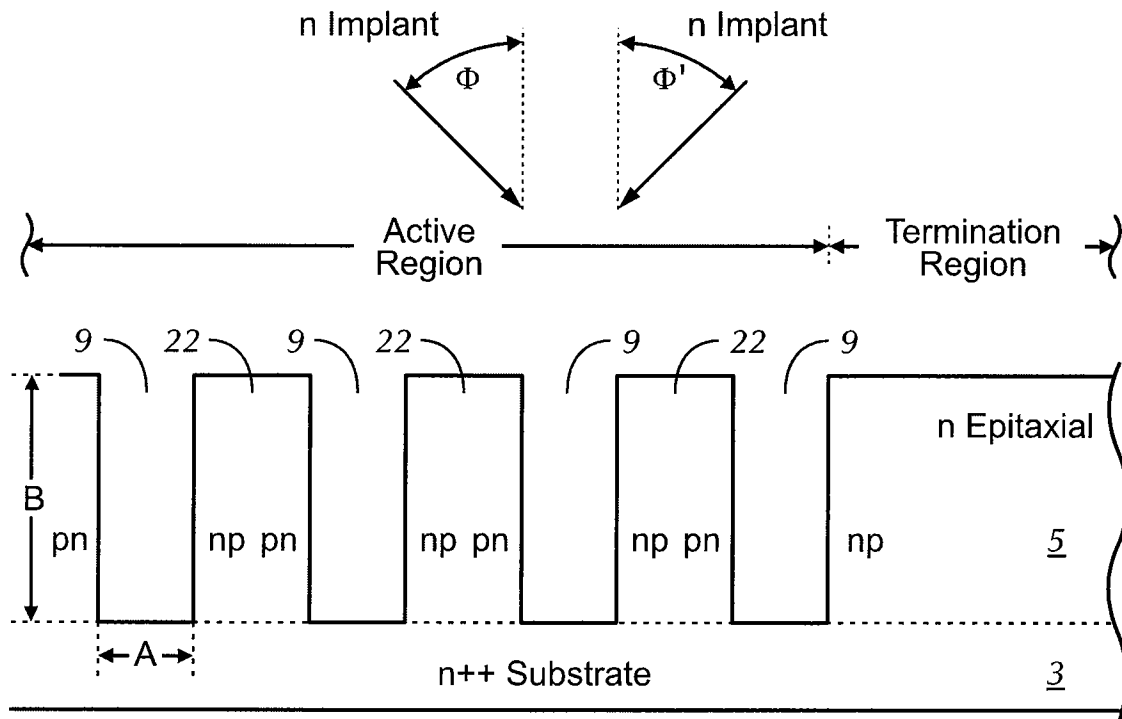 n Implant n Implant
Φ Φ'
Active Region
Termination Region
9 22 9 22 9 22 9
n Epitaxial
B
pn np pn np pn np pn np 5
A
n++ Substrate 3